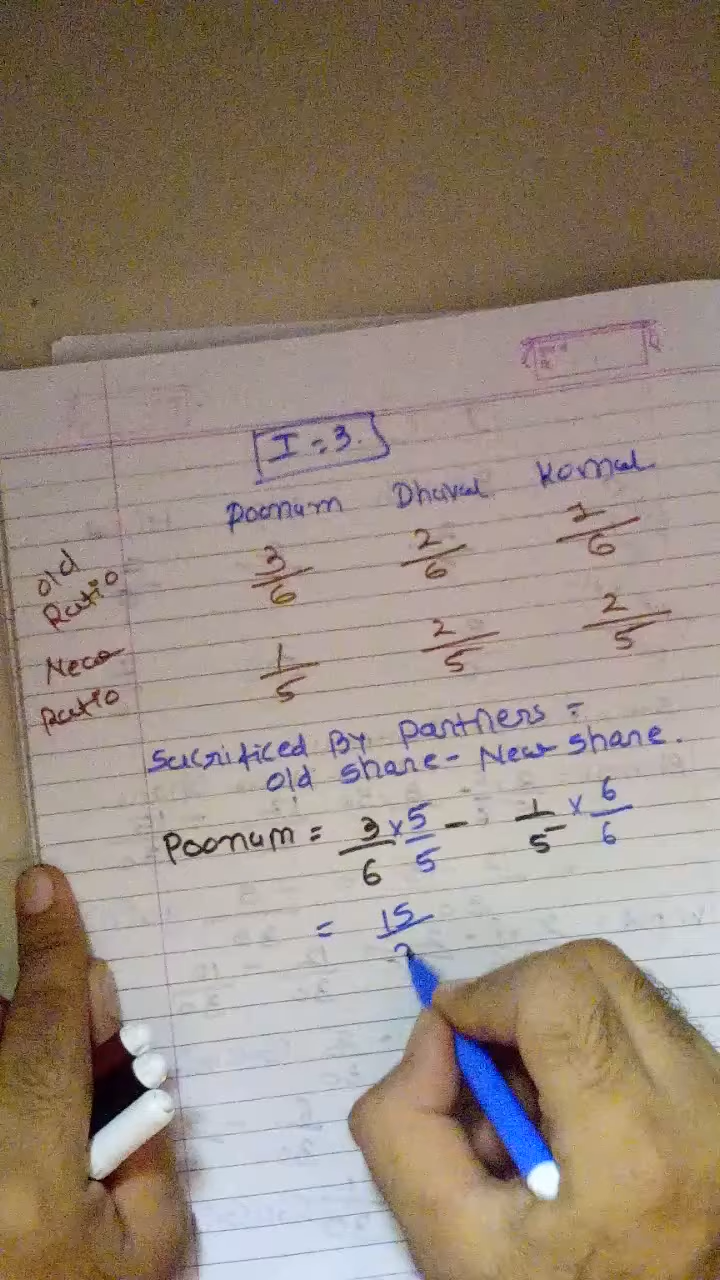 I = 3.
Poonum Dhaval Komal
Old Ratio 3/6 2/6 1/6
New Ratio 1/5 2/5 2/5
Sacrificed By Partners =
Old Share - New Share.
Poonum = 3/6 × 5/5 - 1/5 × 6/6
= 15/